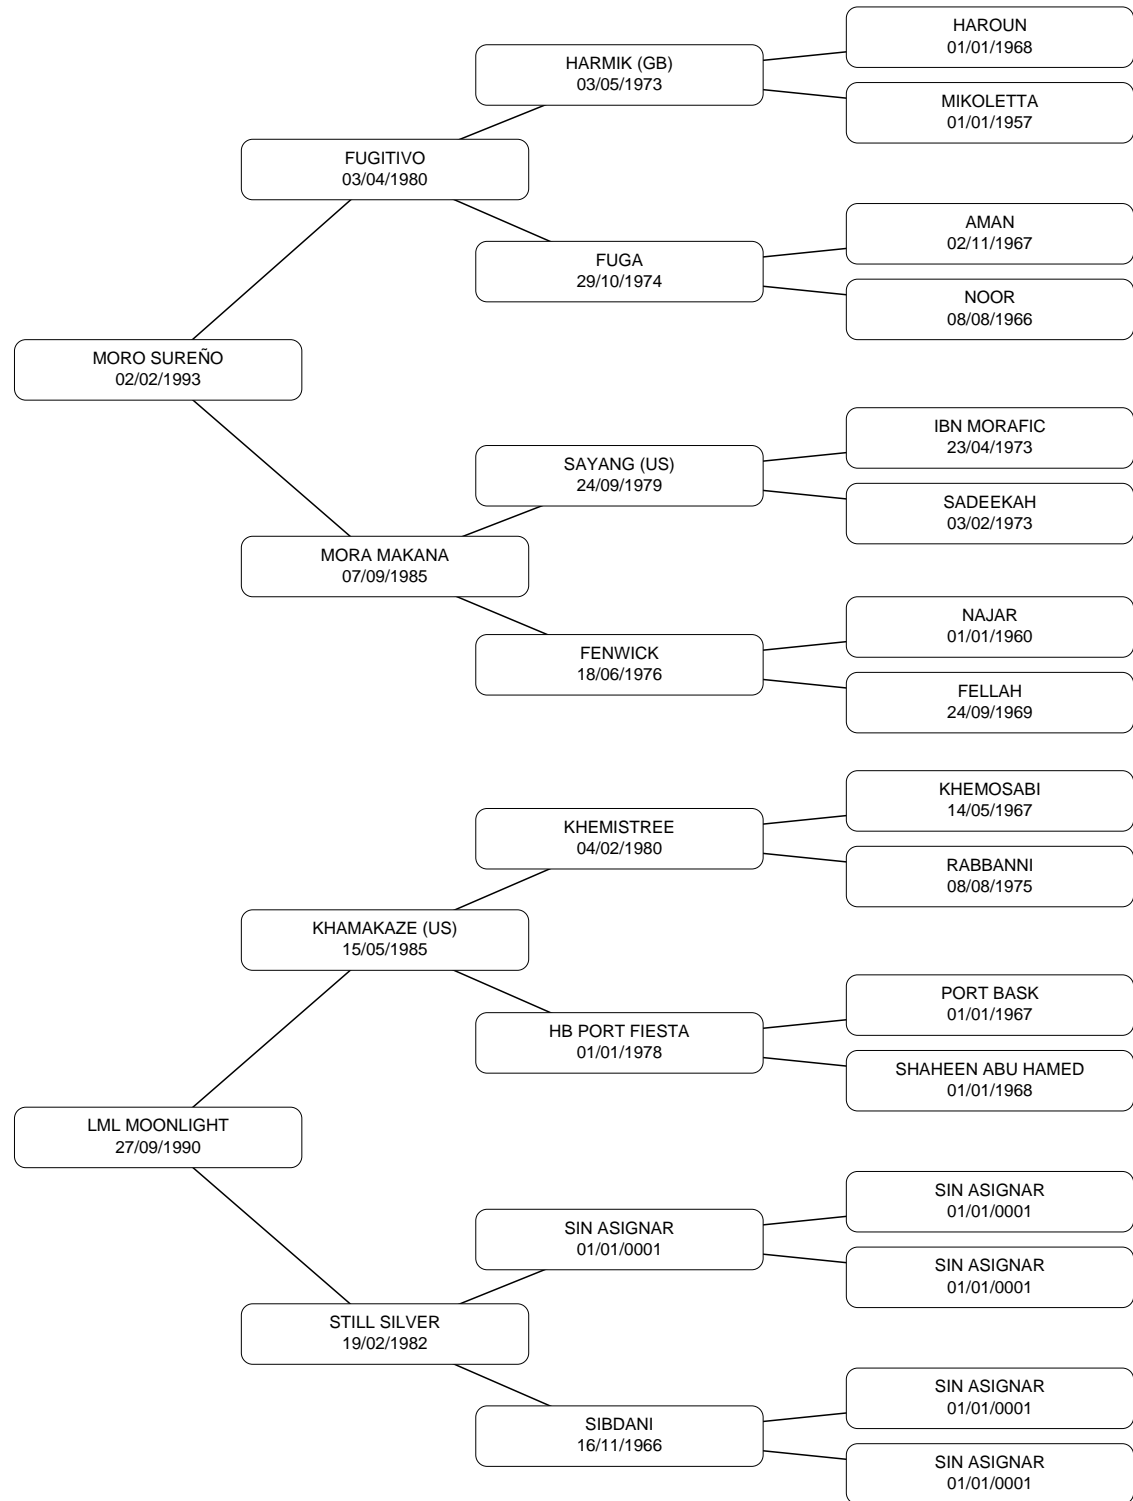 HAROUN
01/01/1968
HARMIK (GB)
03/05/1973
MIKOLETTA
01/01/1957
FUGITIVO
03/04/1980
AMAN
02/11/1967
FUGA
29/10/1974
NOOR
08/08/1966
MORO SUREÑO
02/02/1993
IBN MORAFIC
23/04/1973
SAYANG (US)
24/09/1979
SADEEKAH
03/02/1973
MORA MAKANA
07/09/1985
NAJAR
01/01/1960
FENWICK
18/06/1976
FELLAH
24/09/1969
KHEMOSABI
14/05/1967
KHEMISTREE
04/02/1980
RABBANNI
08/08/1975
KHAMAKAZE (US)
15/05/1985
PORT BASK
01/01/1967
HB PORT FIESTA
01/01/1978
SHAHEEN ABU HAMED
01/01/1968
LML MOONLIGHT
27/09/1990
SIN ASIGNAR
01/01/0001
SIN ASIGNAR
01/01/0001
SIN ASIGNAR
01/01/0001
STILL SILVER
19/02/1982
SIN ASIGNAR
01/01/0001
SIBDANI
16/11/1966
SIN ASIGNAR
01/01/0001